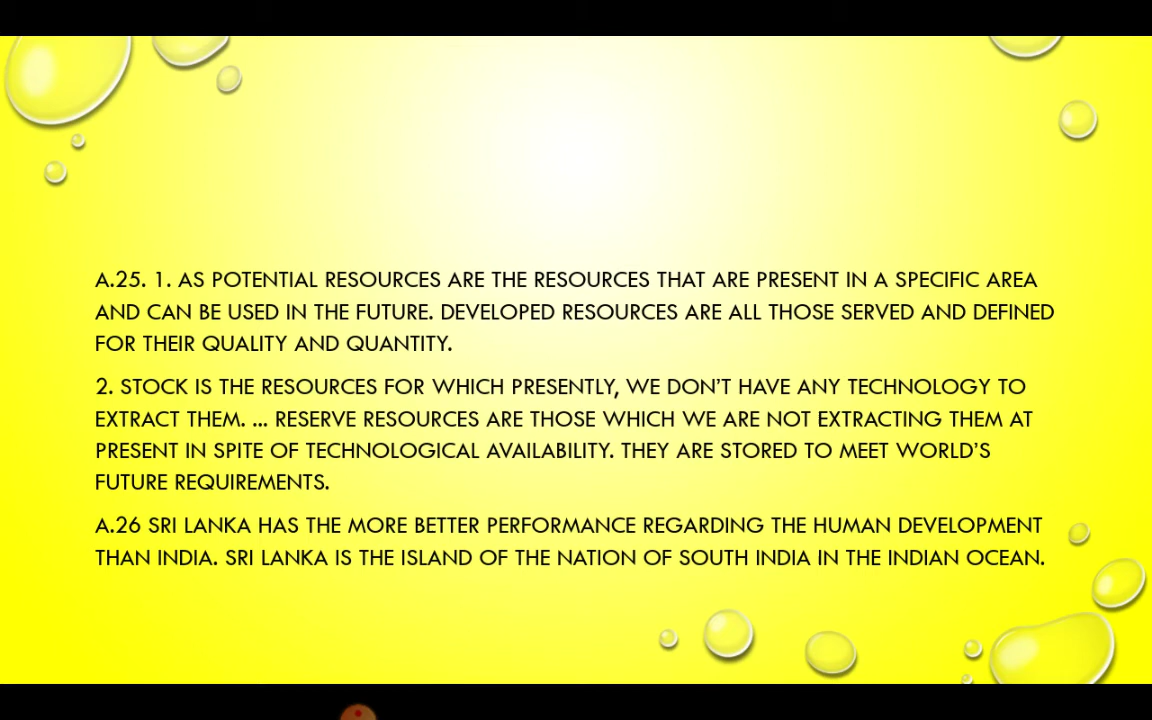 A.25. 1. AS POTENTIAL RESOURCES ARE THE RESOURCES THAT ARE PRESENT IN A SPECIFIC AREA
AND CAN BE USED IN THE FUTURE. DEVELOPED RESOURCES ARE ALL THOSE SERVED AND DEFINED
FOR THEIR QUALITY AND QUANTITY.
2. STOCK IS THE RESOURCES FOR WHICH PRESENTLY, WE DON'T HAVE ANY TECHNOLOGY TO
EXTRACT THEM. ... RESERVE RESOURCES ARE THOSE WHICH WE ARE NOT EXTRACTING THEM AT
PRESENT IN SPITE OF TECHNOLOGICAL AVAILABILITY. THEY ARE STORED TO MEET WORLD'S
FUTURE REQUIREMENTS.
A.26 SRI LANKA HAS THE MORE BETTER PERFORMANCE REGARDING THE HUMAN DEVELOPMENT
THAN INDIA. SRI LANKA IS THE ISLAND OF THE NATION OF SOUTH INDIA IN THE INDIAN OCEAN.